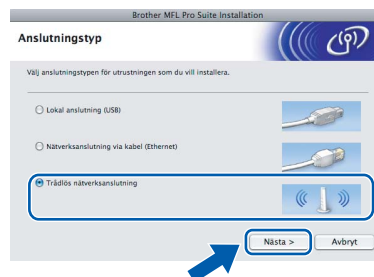 Brother MFL Pro Suite Installation
Anslutningstyp
Välj anslutningstypen för utrustningen som du vill installera.
Lokal anslutning (USB)
Nätverksanslutning via kabel (Ethernet)
Trådlös nätverksanslutning
Nästa >
Avbryt